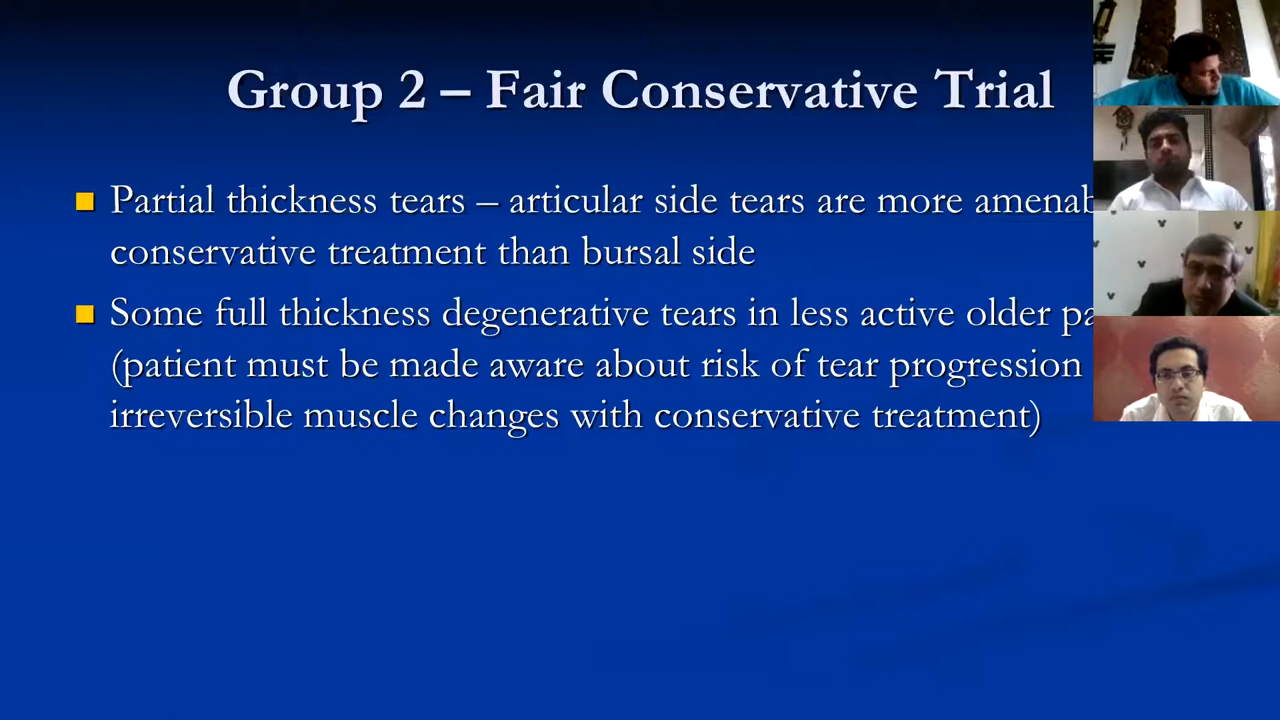 Group 2 – Fair Conservative Trial
Partial thickness tears – articular side tears are more
conservative treatment than bursal side
Some full thickness degenerative tears in less active older
(patient must be made aware about risk of tear progression
irreversible muscle changes with conservative treatment)